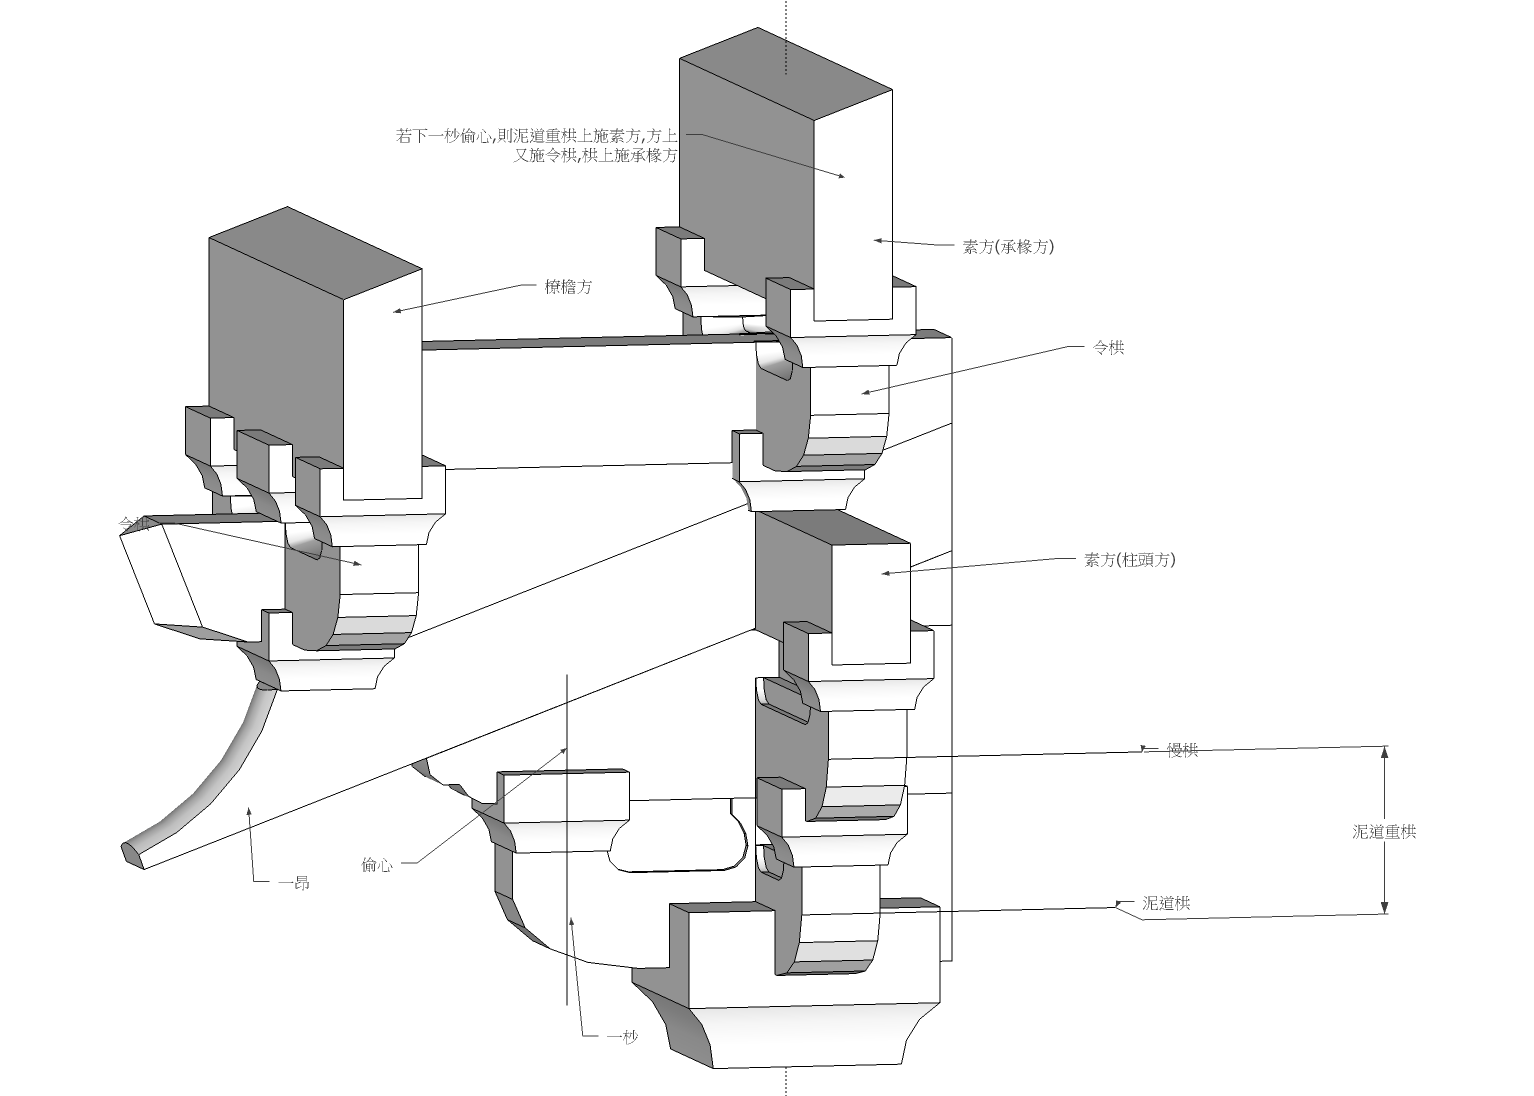 若下一杪偷心,則泥道重栱上施素方,方上
又施令栱,栱上施承椽方
素方(承椽方)
橑檐方
令栱
令栱
素方(柱頭方)
慢栱
泥道重栱
偷心
一昂
泥道栱
一杪